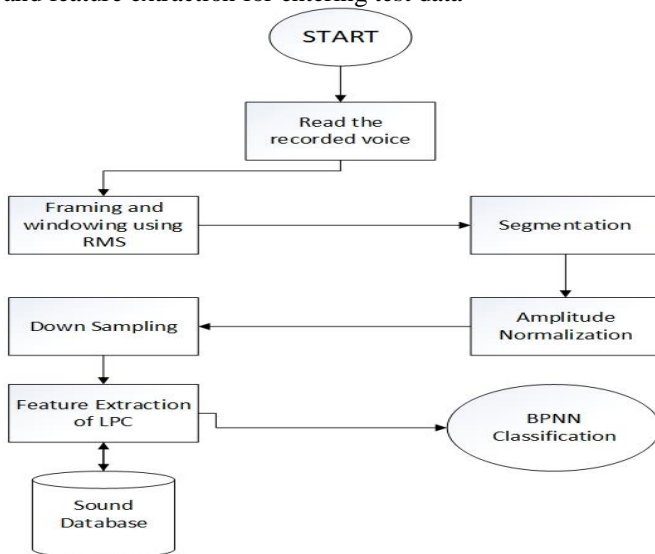 and feature extraction for entering test data
START
Read the
recorded voice
Framing and
windowing using
RMS
Segmentation
Amplitude
Normalization
Down Sampling
Feature Extraction
of LPC
BPNN
Classification
Sound
Database